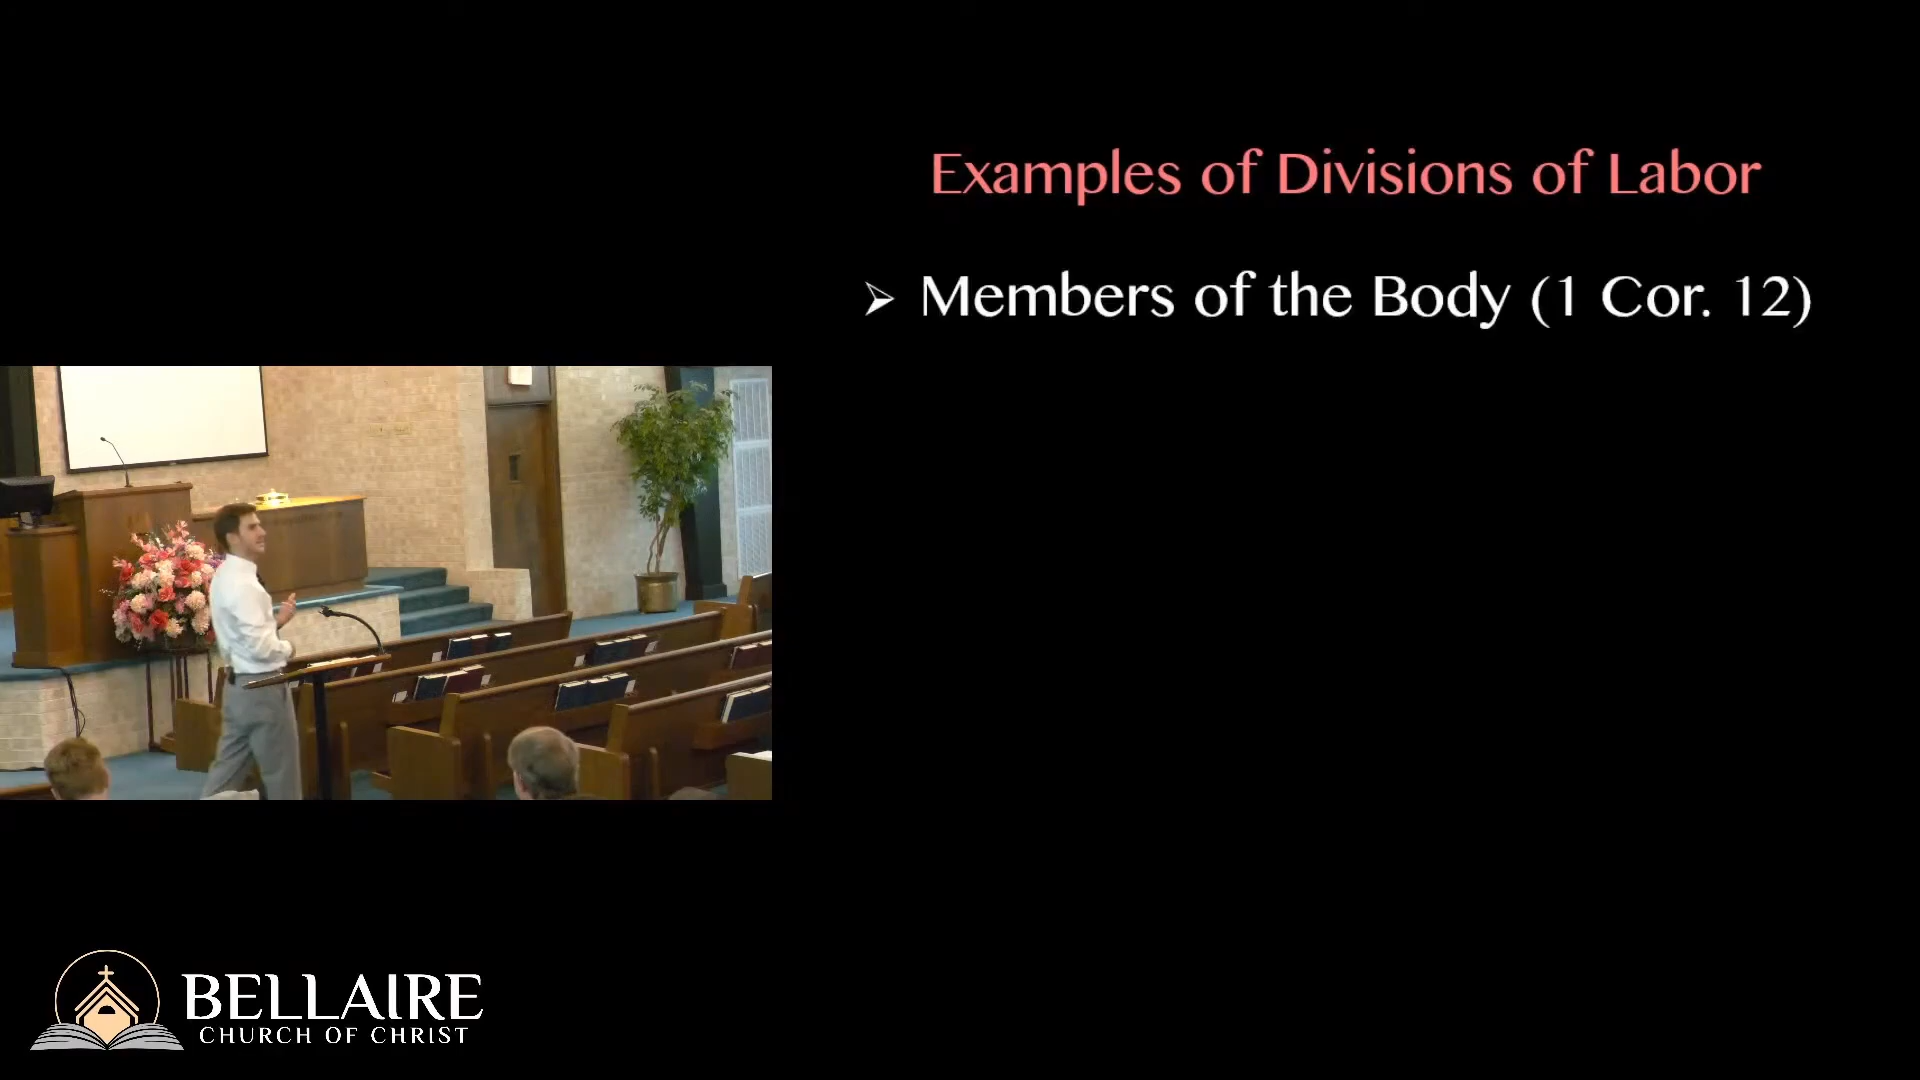 Examples of Divisions of Labor
➢ Members of the Body (1 Cor. 12)
BELLAIRE
CHURCH OF CHRIST